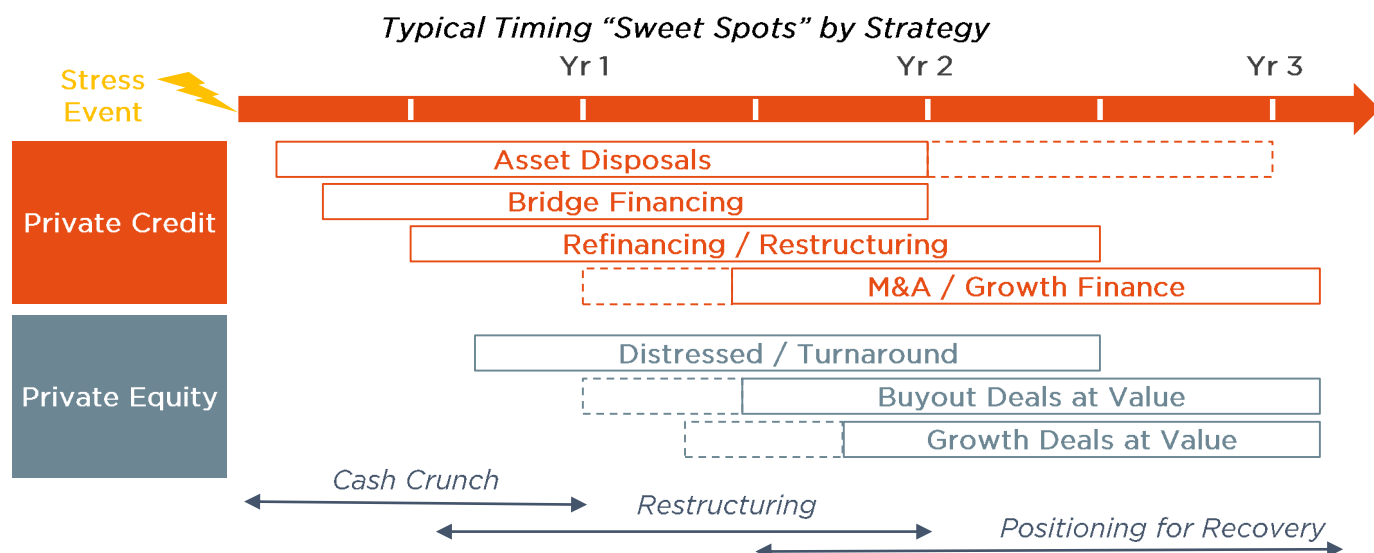 Typical Timing “Sweet Spots” by Strategy
Yr 1
Yr 2
Yr 3
Stress
Event
Private Credit
Asset Disposals
Bridge Financing
Refinancing / Restructuring
M&A / Growth Finance
Private Equity
Distressed / Turnaround
Buyout Deals at Value
Growth Deals at Value
Cash Crunch
Restructuring
Positioning for Recovery